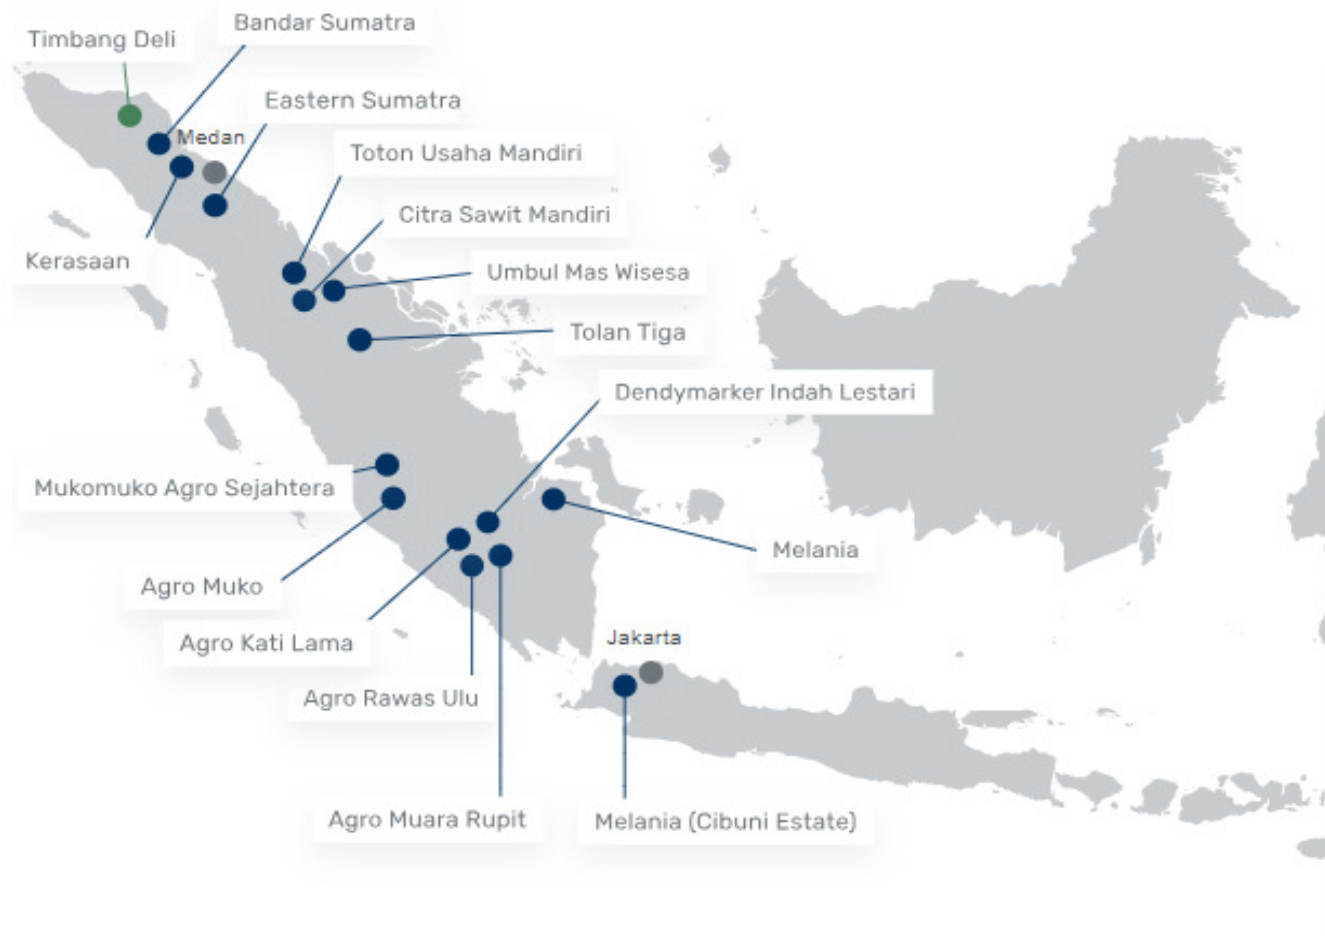 Bandar Sumatra
Timbang Deli
Eastern Sumatra
Medan
Toton Usaha Mandiri
Citra Sawit Mandiri
Kerasaan
Umbul Mas Wisesa
Tolan Tiga
Dendymarker Indah Lestari
Mukomuko Agro Sejahtera
Melania
Agro Muko
Jakarta
Agro Kati Lama
Agro Rawas Ulu
Agro Muara Rupit
Melania (Cibuni Estate)